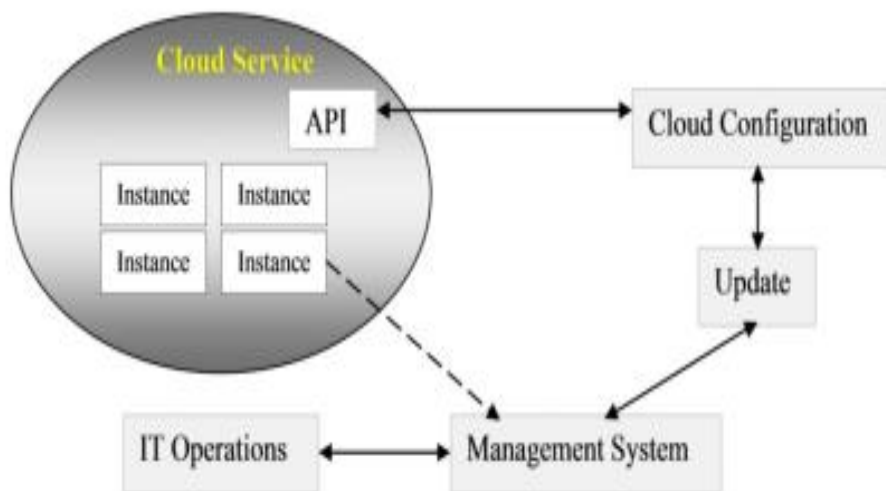 Cloud Service
API
Cloud Configuration
Instance
Instance
Instance
Instance
Update
IT Operations
Management System